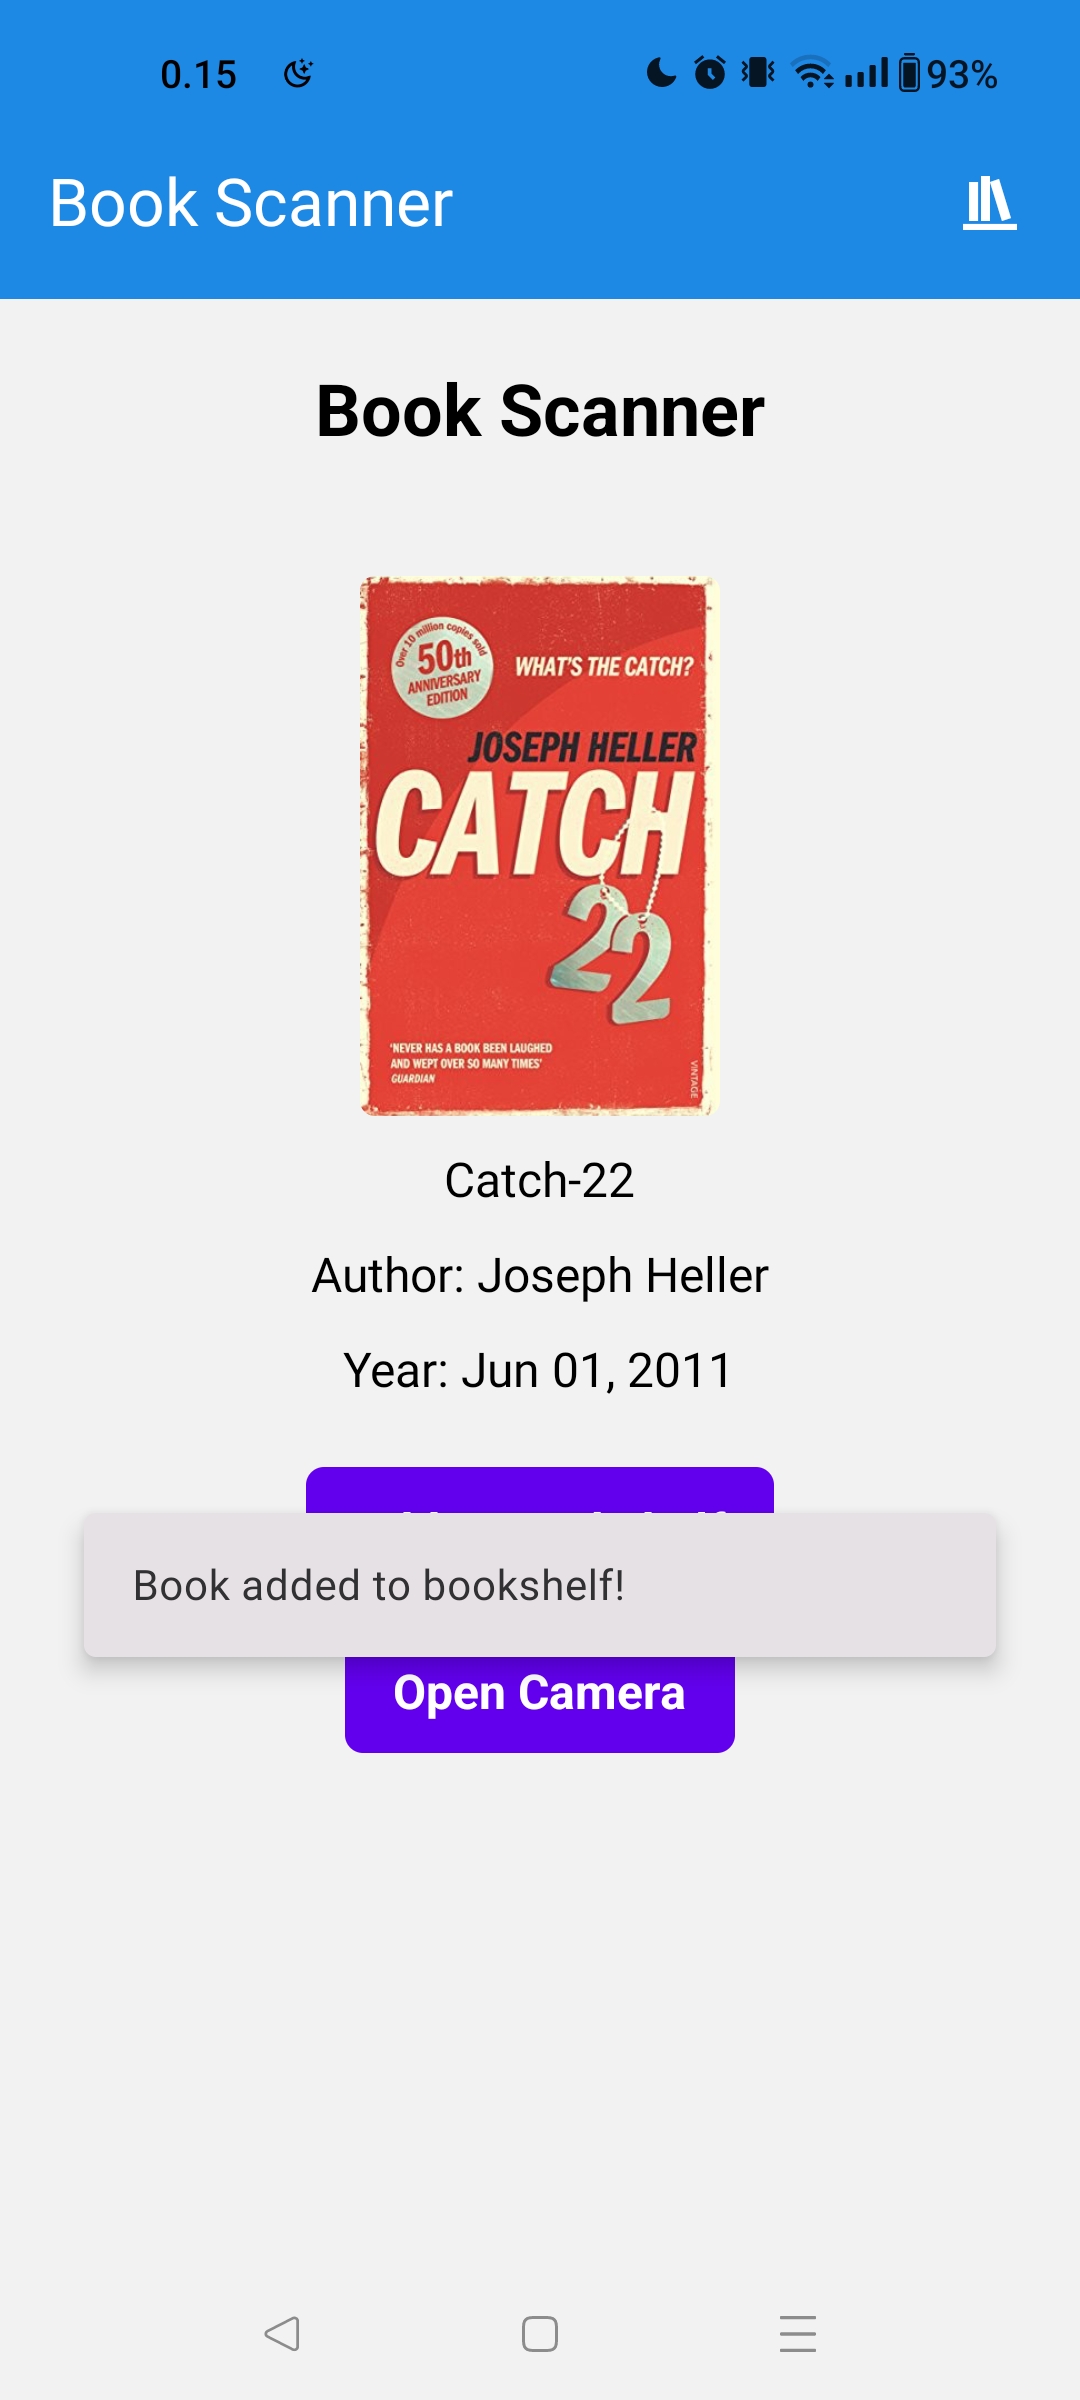 0.15
93%
Book Scanner
Book Scanner
Over 10 million copies sold
50th
ANNIVERSARY
EDITION
WHAT'S THE CATCH?
JOSEPH HELLER
CATCH
22
'NEVER HAS A BOOK BEEN LAUGHED
AND WEPT OVER SO MANY TIMES'
GUARDIAN
VINTAGE
Catch-22
Author: Joseph Heller
Year: Jun 01, 2011
Book added to bookshelf!
Open Camera